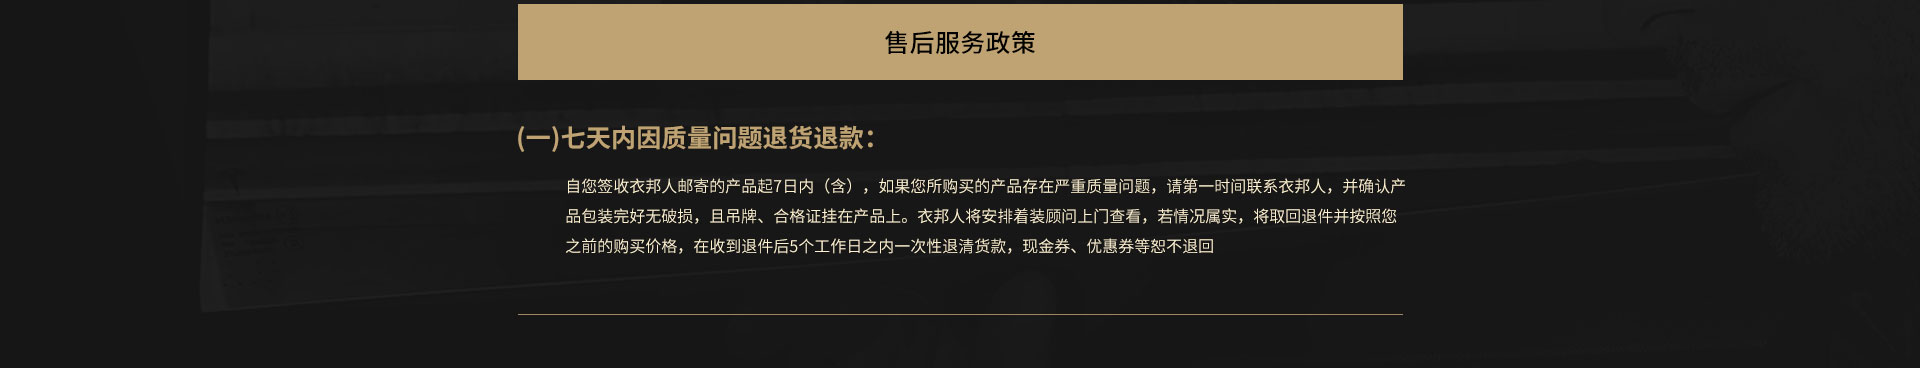 售后服务政策
(一)七天内因质量问题退货退款：
自您签收衣邦人邮寄的产品起7日内（含），如果您所购买的产品存在严重质量问题，请第一时间联系衣邦人，并确认产
品包装完好无破损，且吊牌、合格证挂在产品上。衣邦人将安排着装顾问上门查看，若情况属实，将取回退件并按照您
之前的购买价格，在收到退件后5个工作日之内一次性退清货款，现金券、优惠券等恕不退回